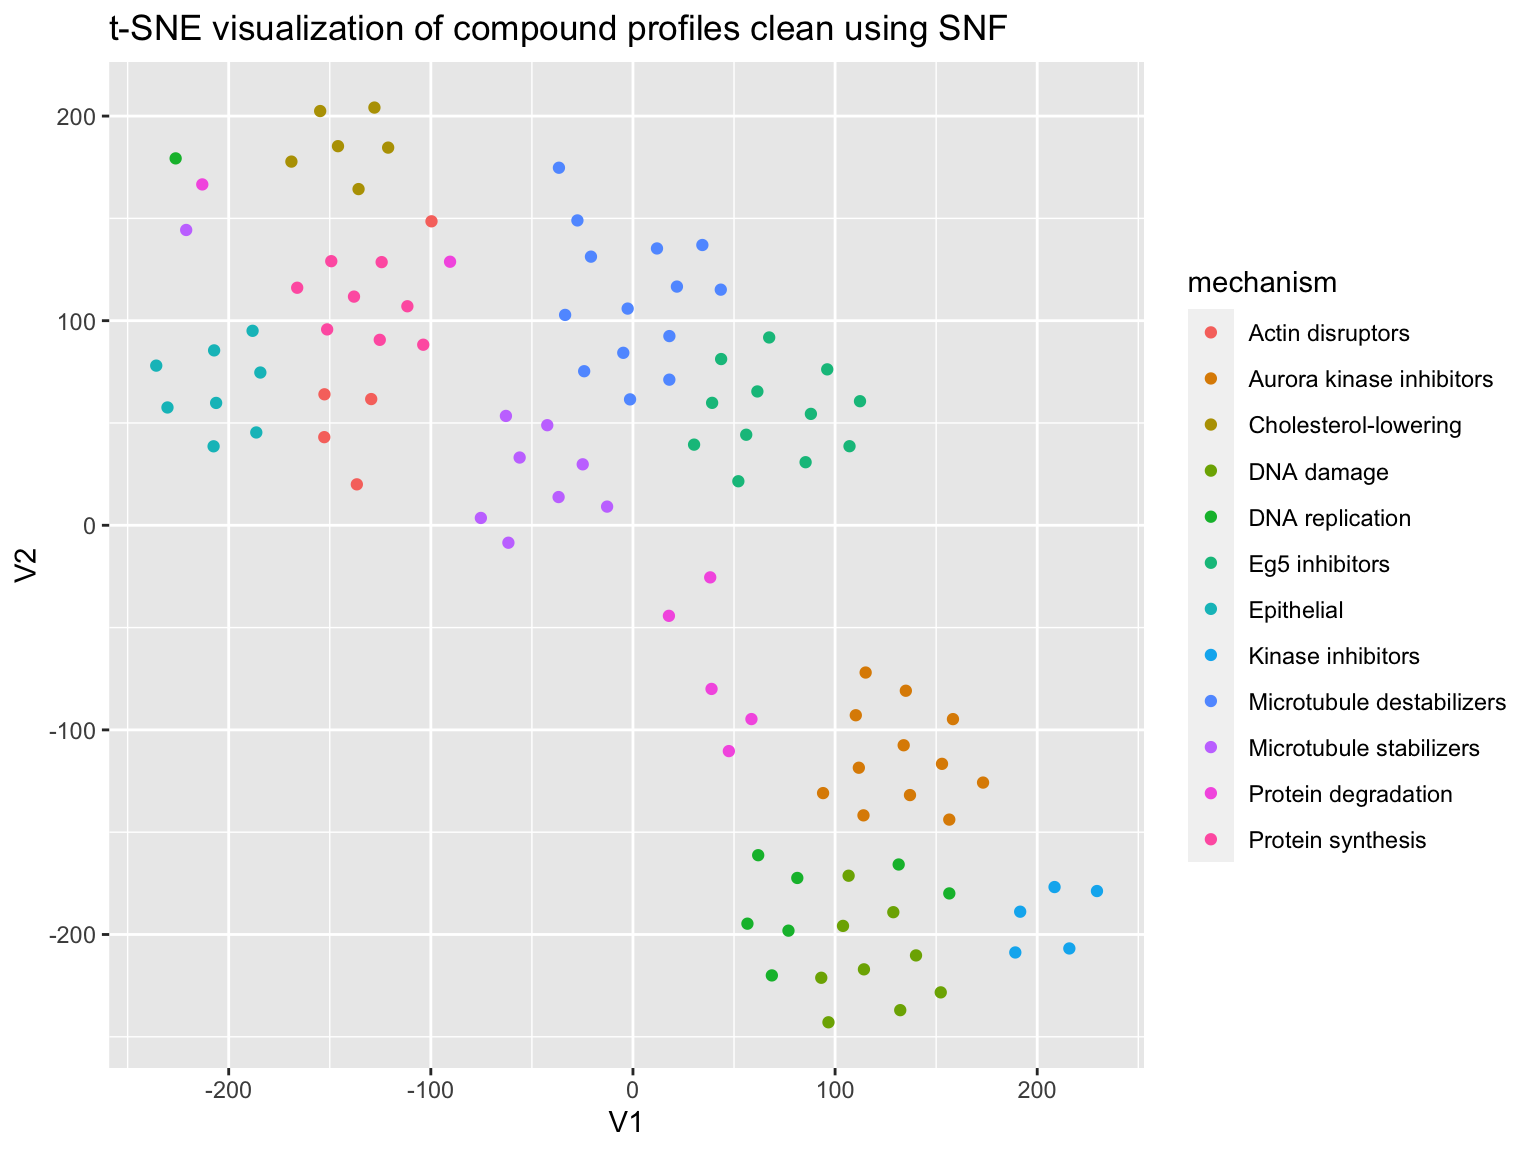 t-SNE visualization of compound profiles clean using SNF
200
100
0
-100
-200
V2
-200
-100
0
100
200
V1
mechanism
Actin disruptors
Aurora kinase inhibitors
Cholesterol-lowering
DNA damage
DNA replication
Eg5 inhibitors
Epithelial
Kinase inhibitors
Microtubule destabilizers
Microtubule stabilizers
Protein degradation
Protein synthesis